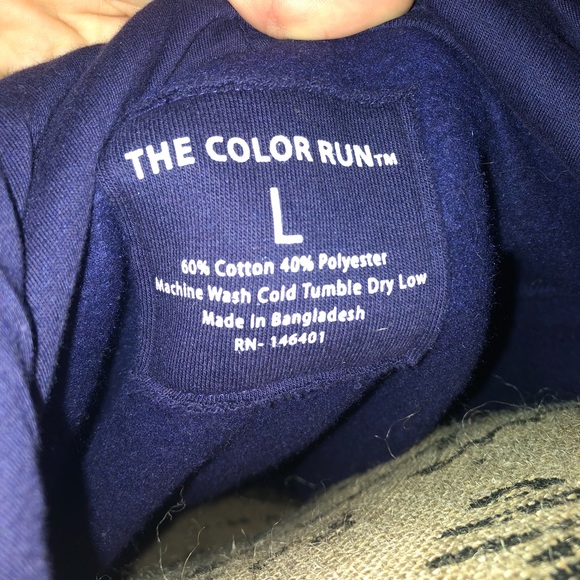 THE COLOR RUN™
L
60% Cotton 40% Polyester
Machine Wash Cold Tumble Dry Low
Made In Bangladesh
RN- 146401